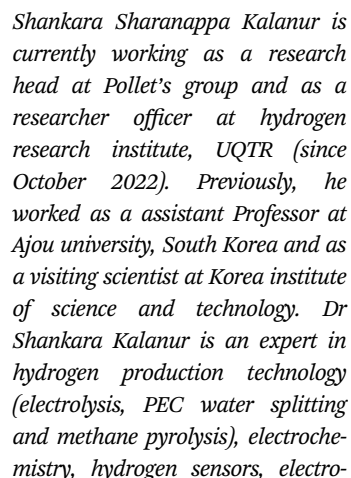 Shankara Sharanappa Kalanur is
currently working as a research
head at Pollet's group and as a
researcher officer at hydrogen
research institute, UQTR (since
October 2022). Previously, he
worked as a assistant Professor at
Ajou university, South Korea and as
a visiting scientist at Korea institute
of science and technology. Dr
Shankara Kalanur is an expert in
hydrogen production technology
(electrolysis, PEC water splitting
and methane pyrolysis), electroche-
mistry, hydrogen sensors, electro-